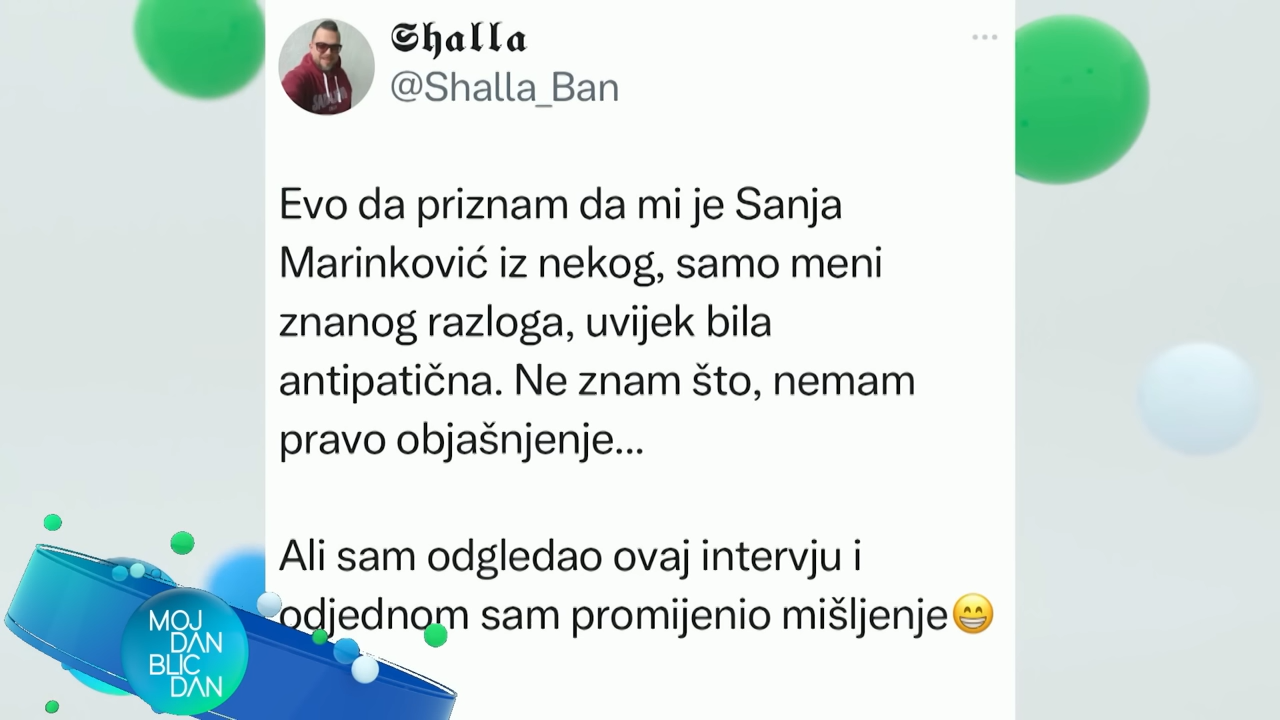 Shalla
@Shalla_Ban
Evo da priznam da mi je Sanja
Marinković iz nekog, samo meni
znanog razloga, uvijek bila
antipatična. Ne znam što, nemam
pravo objašnjenje...
Ali sam odgledao ovaj intervju i
odjednom sam promijenio mišljenje😁
MOJ
DAN
BLIC
DAN